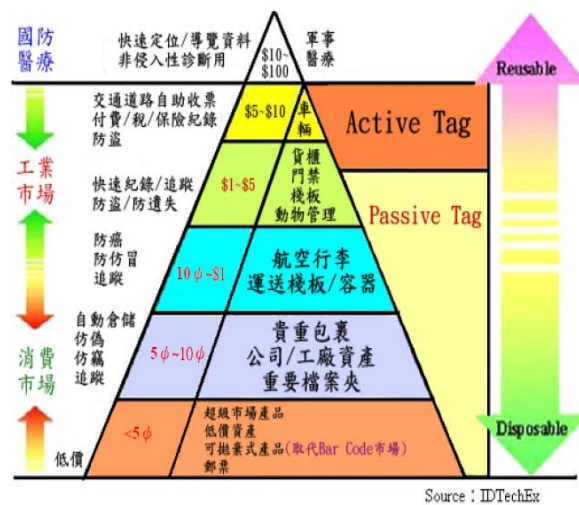 國防
醫療
快速定位/導覽資料
非侵入性診斷用
$10~
$100
軍事
醫療
Reusable
交通道路自助收票
付費/稅/保險紀錄
防盜
$5~$10
車
輛
Active Tag
工業
市場
快速紀錄/追蹤
防盜/防遺失
$1~$5
貨櫃
門禁
棧板
動物管理
Passive Tag
防癌
防仿冒
追蹤
10¢~$1
航空行李
運送棧板/容器
消費
市場
自動倉儲
仿偽
仿竊
追蹤
5¢~10¢
貴重包裹
公司/工廠資產
重要檔案夾
低價
<5¢
超級市場產品
低價資產
可拋棄式產品(取代Bar Code市場)
郵票
Disposable
Source：IDTechEx